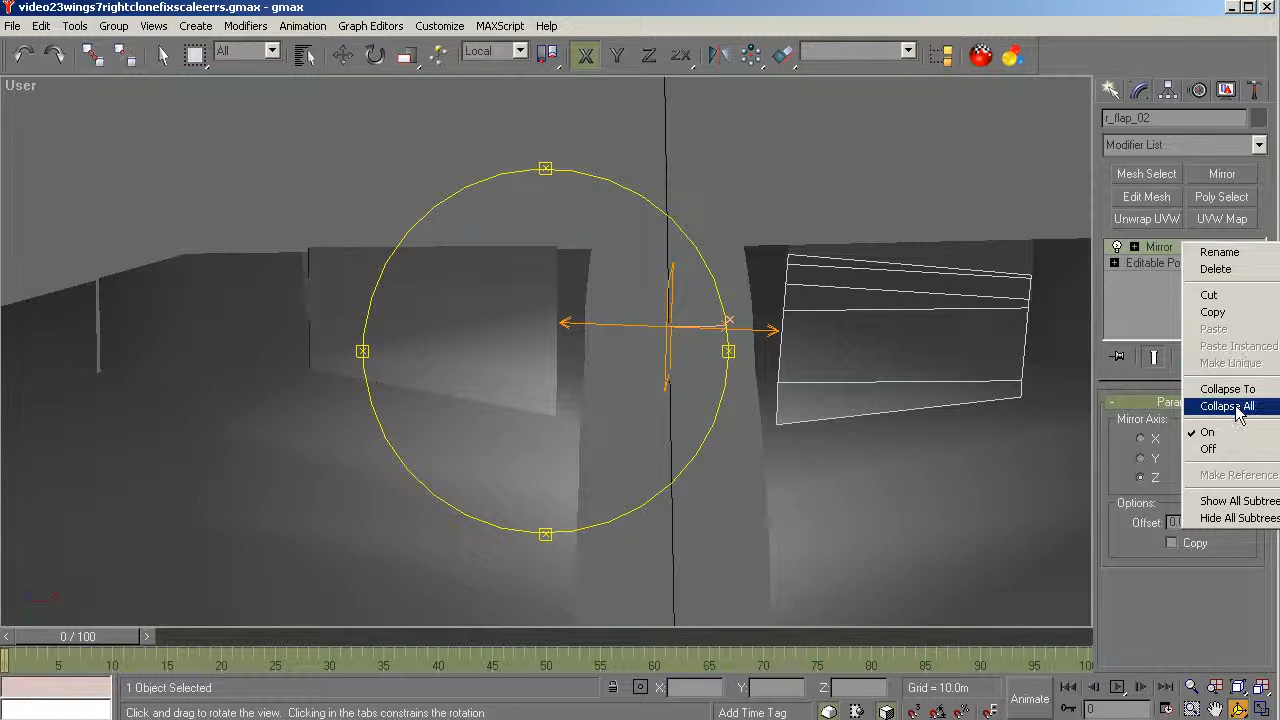 video23wings7rightclonefixscaleerrs.gmax - gmax
File Edit Tools Group Views Create Modifiers Animation Graph Editors Customize MAXScript Help
All
Local
X Y Z ZX
User
r_flap_02
Modifier List
Mesh Select Mirror
Edit Mesh Poly Select
Unwrap UVW UVW Map
Mirror
Editable Po
Rename
Delete
Cut
Copy
Paste
Paste Instanced
Make Unique
Collapse To
Collapse All
On
Off
Make Reference
Show All Subtree
Hide All Subtrees
- Para
Mirror Axis:
X
Y
Z
Options:
Offset: 0.
Copy
< 0 / 100 >
5 10 15 20 25 30 35 40 45 50 55 60 65 70 75 80 85 90 95 10
1 Object Selected X: Y: Z: Grid = 10.0m Animate
Click and drag to rotate the view. Clicking in the tabs constrains the rotation Add Time Tag 0